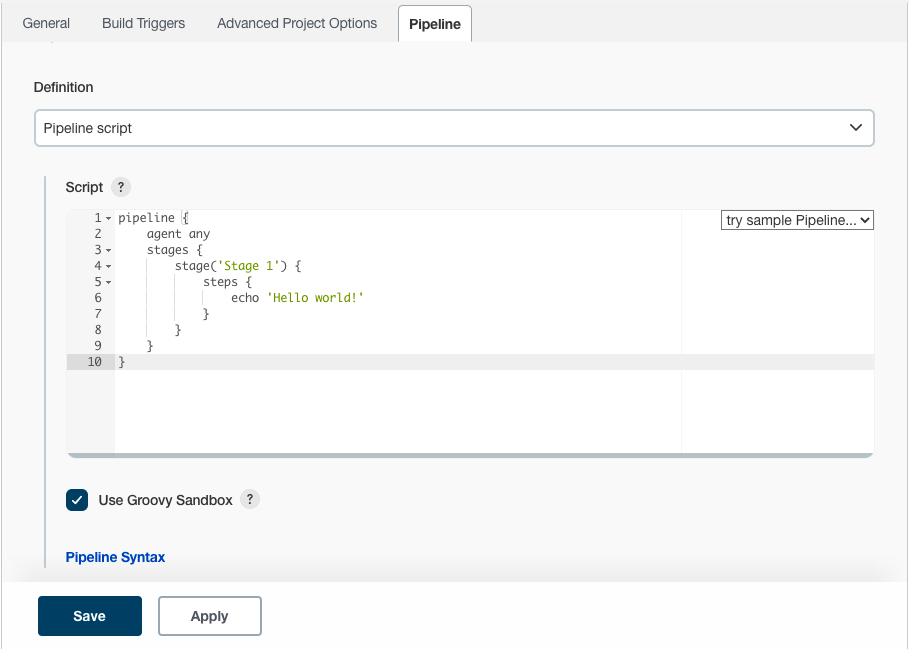 General Build Triggers Advanced Project Options Pipeline
Definition
Pipeline script
Script ?
try sample Pipeline...
1 pipeline {
2     agent any
3     stages {
4         stage('Stage 1') {
5             steps {
6                 echo 'Hello world!'
7             }
8         }
9     }
10 }
Use Groovy Sandbox ?
Pipeline Syntax
Save Apply